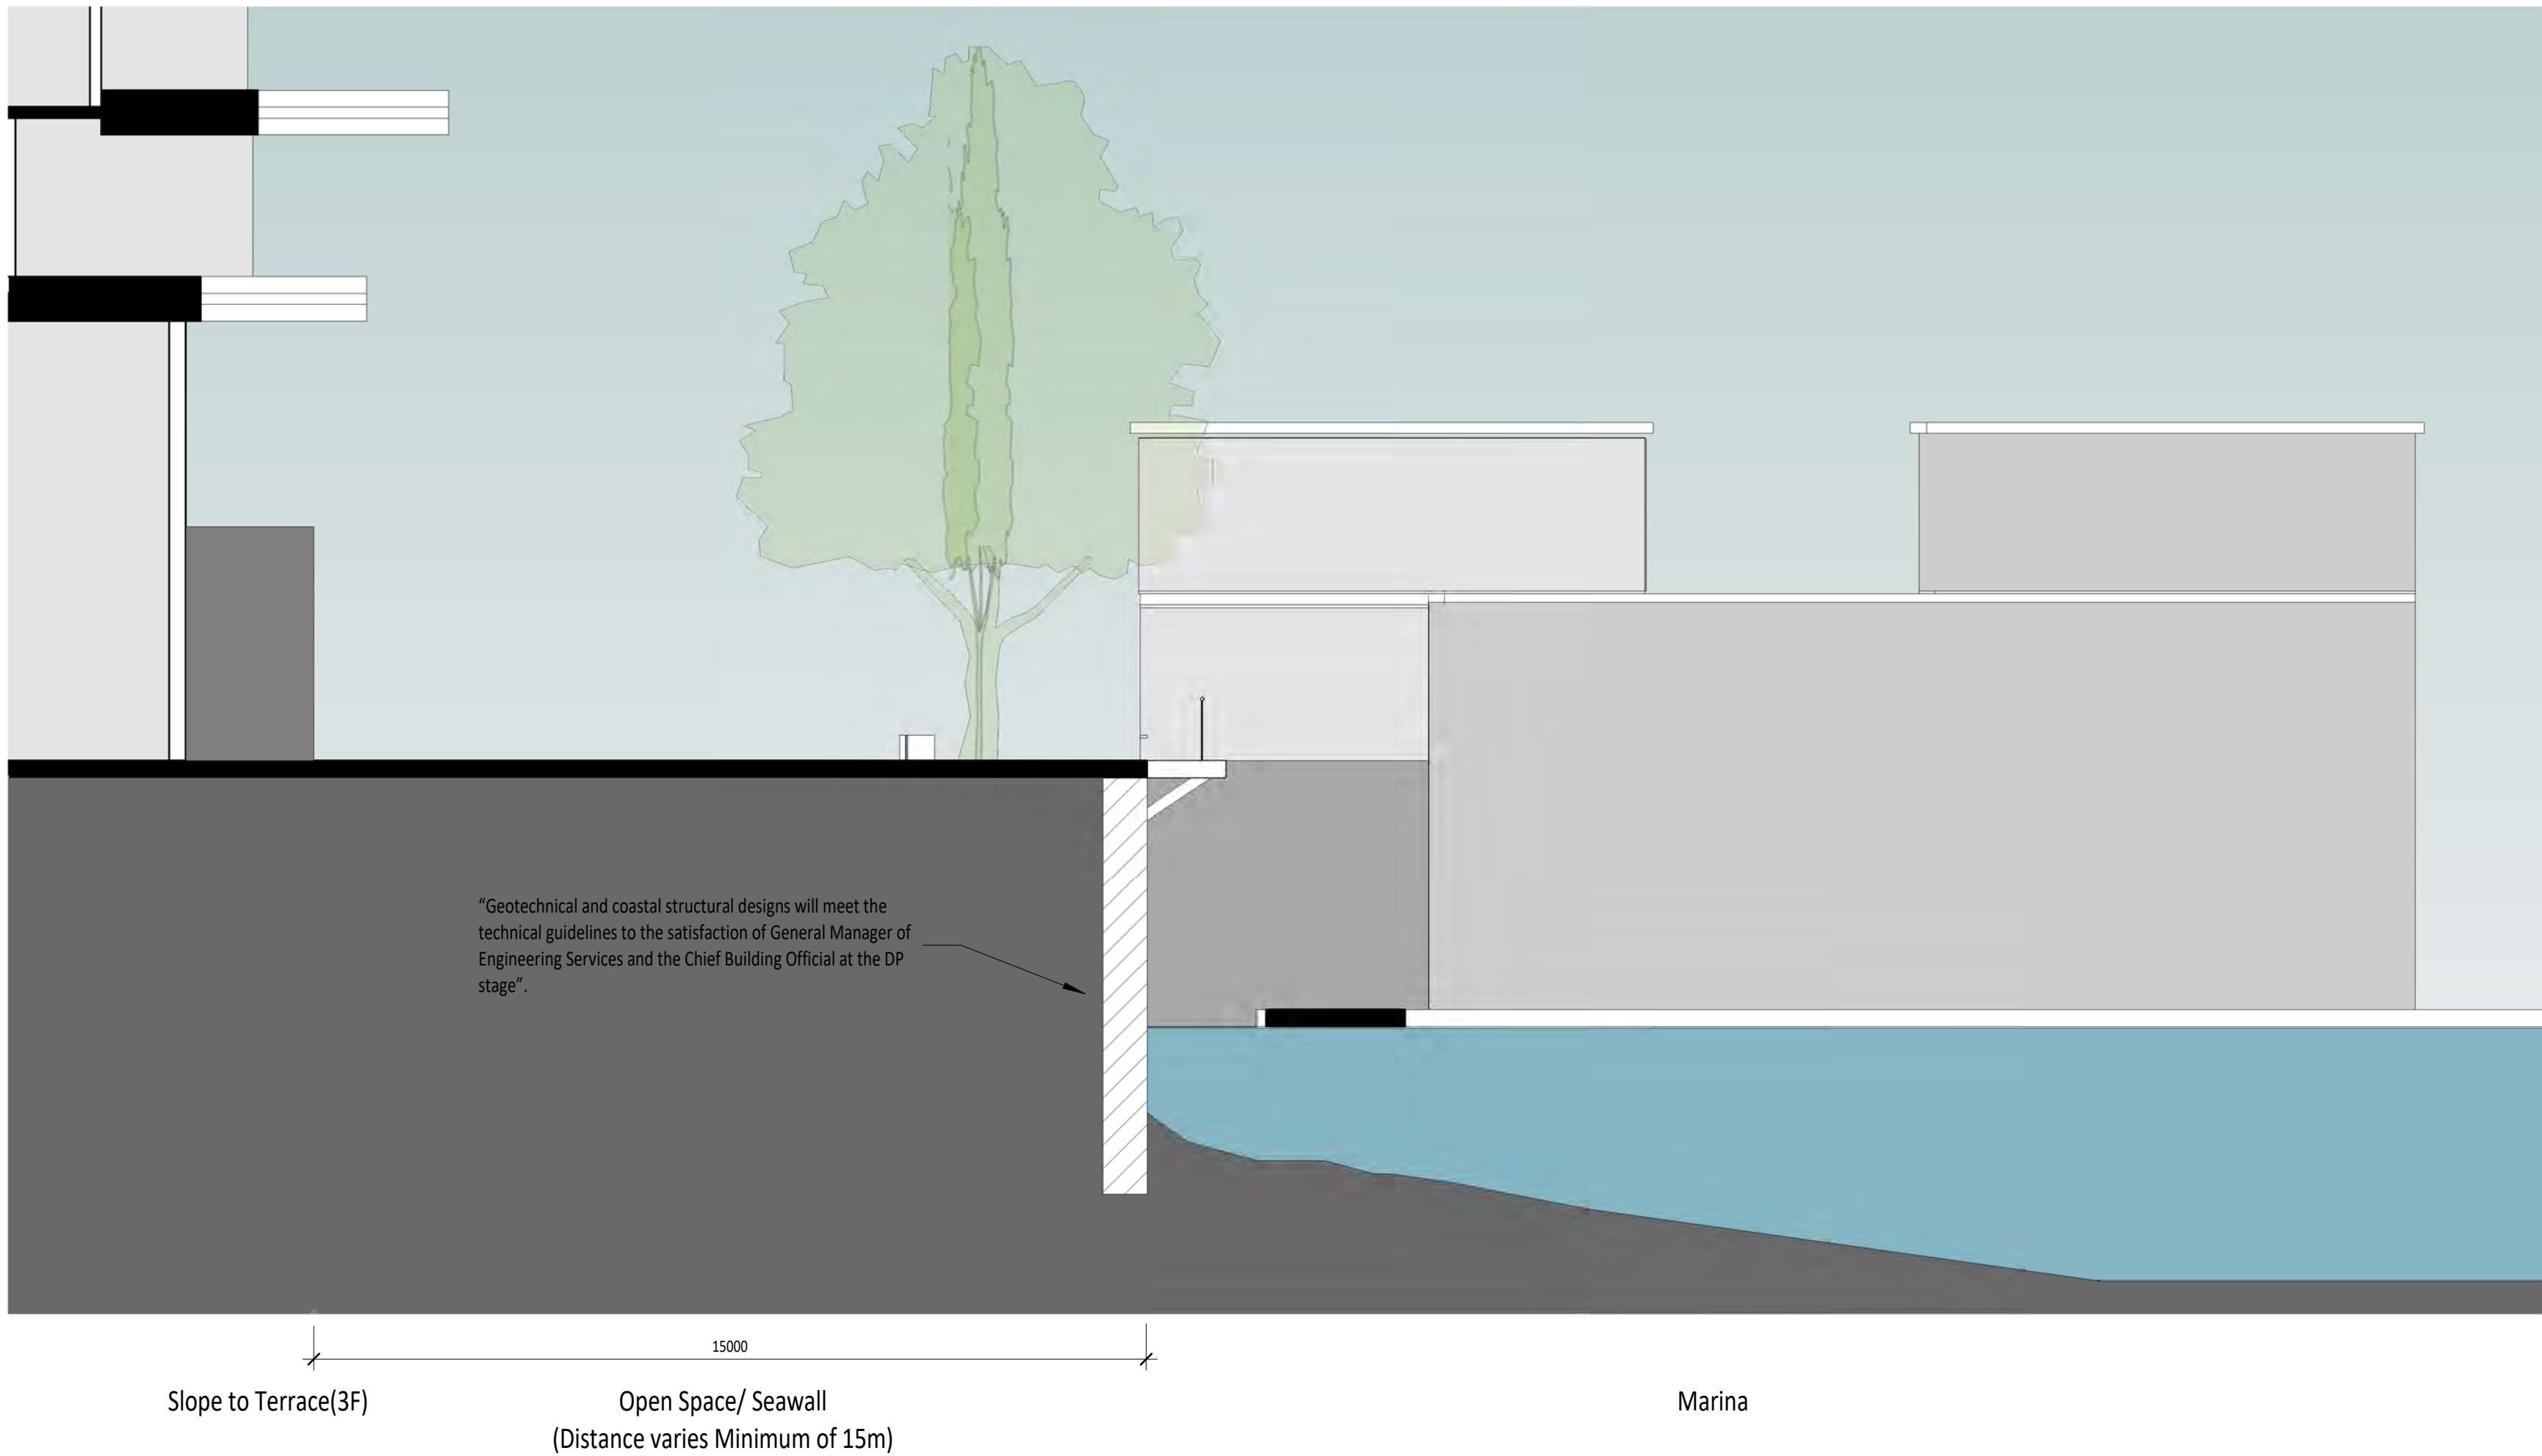 “Geotechnical and coastal structural designs will meet the
technical guidelines to the satisfaction of General Manager of
Engineering Services and the Chief Building Official at the DP
stage”.
15000
Slope to Terrace(3F)
Open Space/ Seawall
(Distance varies Minimum of 15m)
Marina